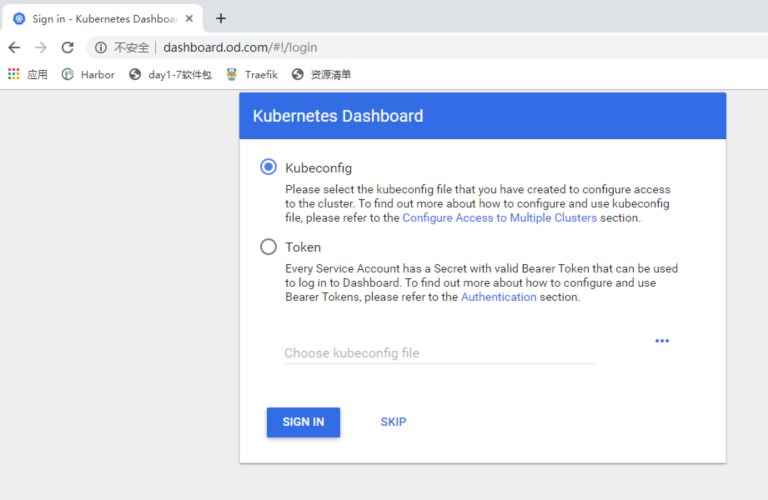 Sign in - Kubernetes Dashboa
不安全 | dashboard.od.com/#!/login
应用 Harbor day1-7软件包 Traefik 资源清单
Kubernetes Dashboard
Kubeconfig
Please select the kubeconfig file that you have created to configure access
to the cluster. To find out more about how to configure and use kubeconfig
file, please refer to the Configure Access to Multiple Clusters section.
Token
Every Service Account has a Secret with valid Bearer Token that can be used
to log in to Dashboard. To find out more about how to configure and use
Bearer Tokens, please refer to the Authentication section.
Choose kubeconfig file
SIGN IN SKIP